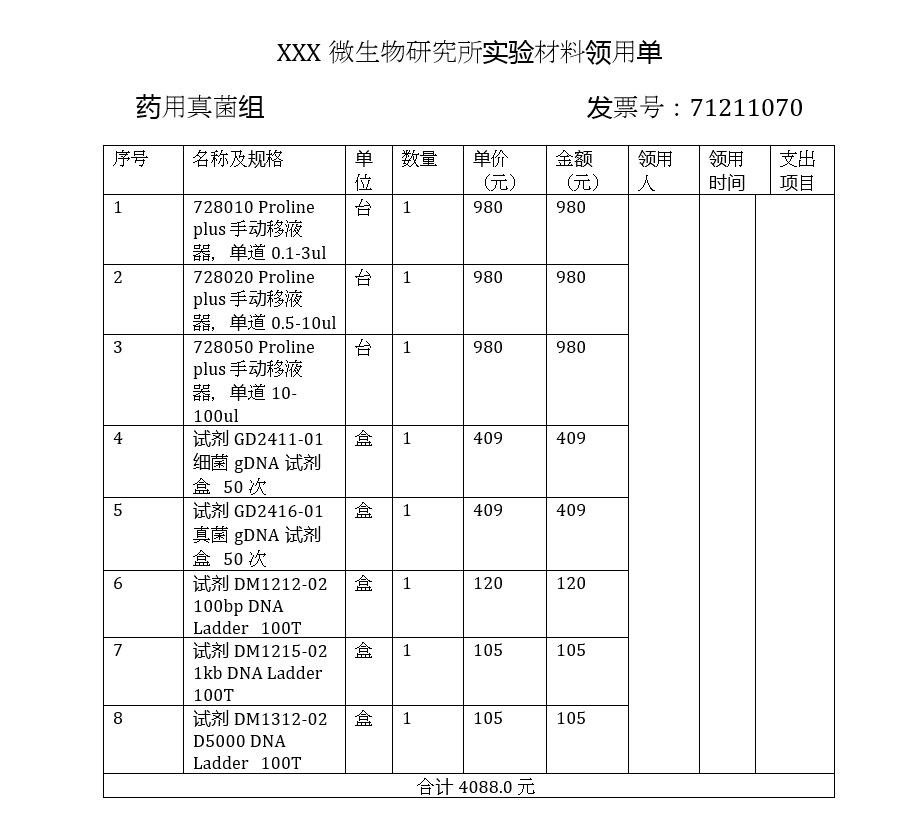 XXX 微生物研究所实验材料领用单
药用真菌组 发票号：71211070
序号 名称及规格 单位 数量 单价（元） 金额（元） 领用人 领用时间 支出项目
1 728010 Proline 台 1 980 980
plus 手动移液
器，单道 0.1-3ul
2 728020 Proline 台 1 980 980
plus 手动移液
器，单道 0.5-10ul
3 728050 Proline 台 1 980 980
plus 手动移液
器，单道 10-
100ul
4 试剂 GD2411-01 盒 1 409 409
细菌 gDNA 试剂
盒 50 次
5 试剂 GD2416-01 盒 1 409 409
真菌 gDNA 试剂
盒 50 次
6 试剂 DM1212-02 盒 1 120 120
100bp DNA
Ladder 100T
7 试剂 DM1215-02 盒 1 105 105
1kb DNA Ladder
100T
8 试剂 DM1312-02 盒 1 105 105
D5000 DNA
Ladder 100T
合计 4088.0 元